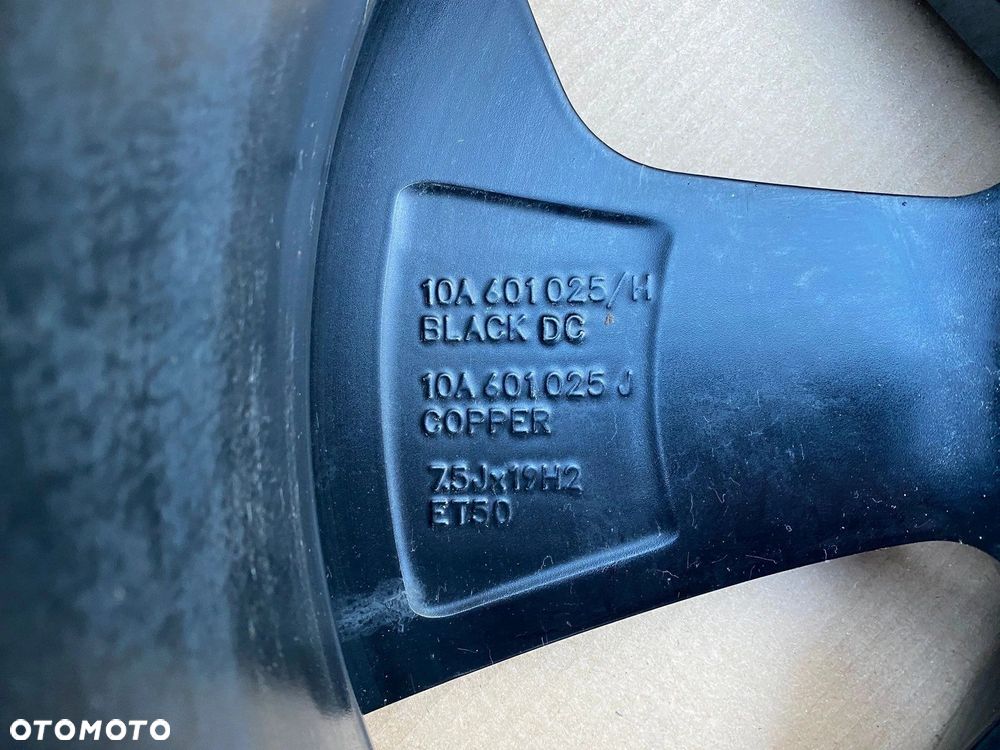 10A 601 025/H
BLACK DC
10A 601 025 J
COPPER
7.5Jx19H2
ET50
OTOMOTO